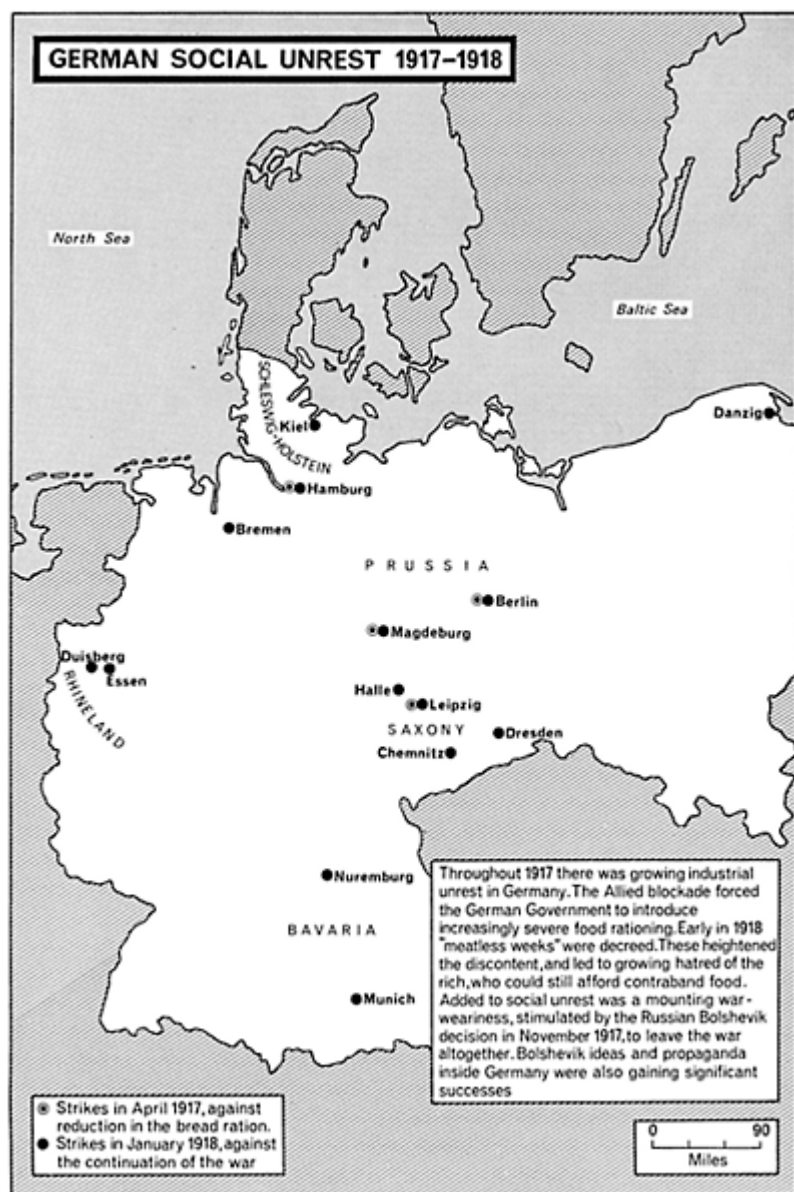 GERMAN SOCIAL UNREST 1917–1918
North Sea
Baltic Sea
SCHLESWIG-HOLSTEIN
Kiel
Danzig
Hamburg
Bremen
PRUSSIA
Berlin
Magdeburg
Duisberg
Essen
RHINELAND
Halle
Leipzig
SAXONY
Dresden
Chemnitz
Nuremburg
BAVARIA
Munich
Throughout 1917 there was growing industrial
unrest in Germany. The Allied blockade forced
the German Government to introduce
increasingly severe food rationing. Early in 1918
"meatless weeks" were decreed. These heightened
the discontent, and led to growing hatred of the
rich, who could still afford contraband food.
Added to social unrest was a mounting war-
weariness, stimulated by the Russian Bolshevik
decision in November 1917, to leave the war
altogether. Bolshevik ideas and propaganda
inside Germany were also gaining significant
successes
Strikes in April 1917, against
reduction in the bread ration.
Strikes in January 1918, against
the continuation of the war
0 90
Miles